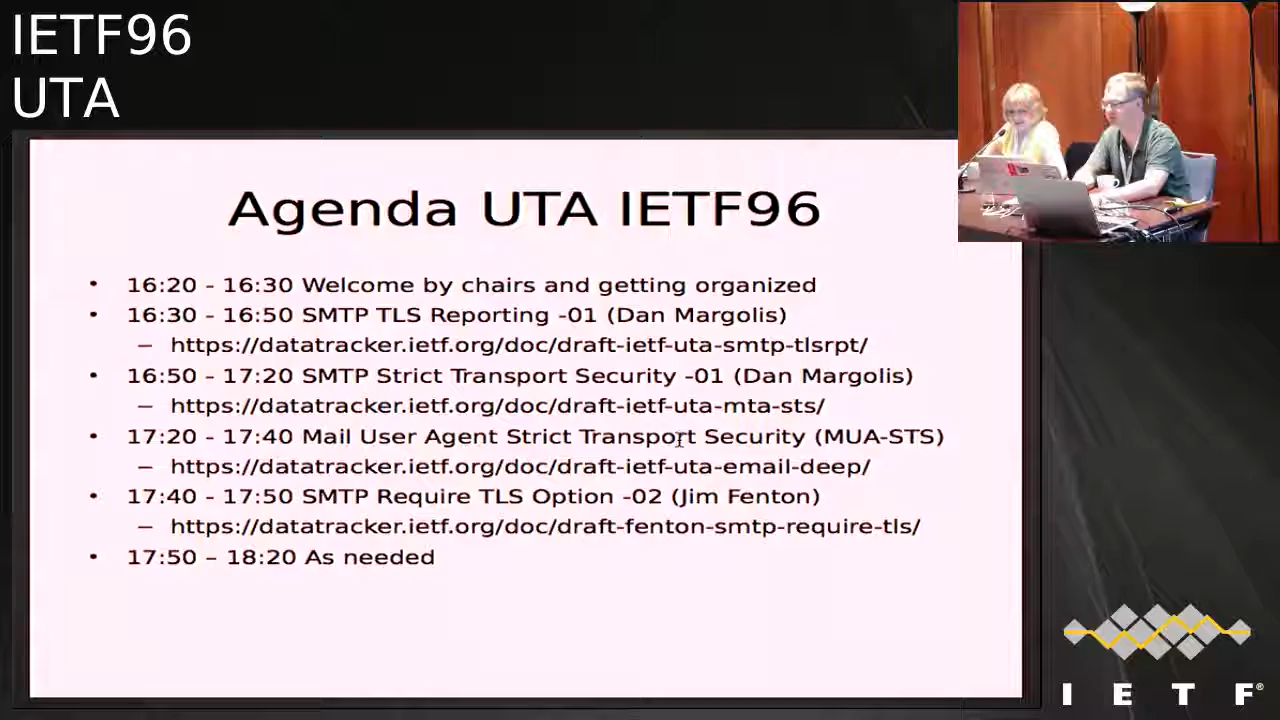 IETF96
UTA
Agenda UTA IETF96
• 16:20 - 16:30 Welcome by chairs and getting organized
• 16:30 - 16:50 SMTP TLS Reporting -01 (Dan Margolis)
– https://datatracker.ietf.org/doc/draft-ietf-uta-smtp-tlsrpt/
• 16:50 - 17:20 SMTP Strict Transport Security -01 (Dan Margolis)
– https://datatracker.ietf.org/doc/draft-ietf-uta-mta-sts/
• 17:20 - 17:40 Mail User Agent Strict Transport Security (MUA-STS)
– https://datatracker.ietf.org/doc/draft-ietf-uta-email-deep/
• 17:40 - 17:50 SMTP Require TLS Option -02 (Jim Fenton)
– https://datatracker.ietf.org/doc/draft-fenton-smtp-require-tls/
• 17:50 – 18:20 As needed
I E T F®